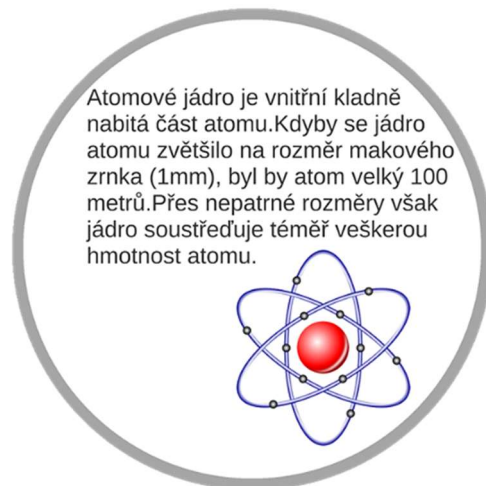 Atomové jádro je vnitřní kladně
nabitá část atomu.Kdyby se jádro
atomu zvětšilo na rozměr makového
zrnka (1mm), byl by atom velký 100
metrů.Přes nepatrné rozměry však
jádro soustřeďuje téměř veškerou
hmotnost atomu.